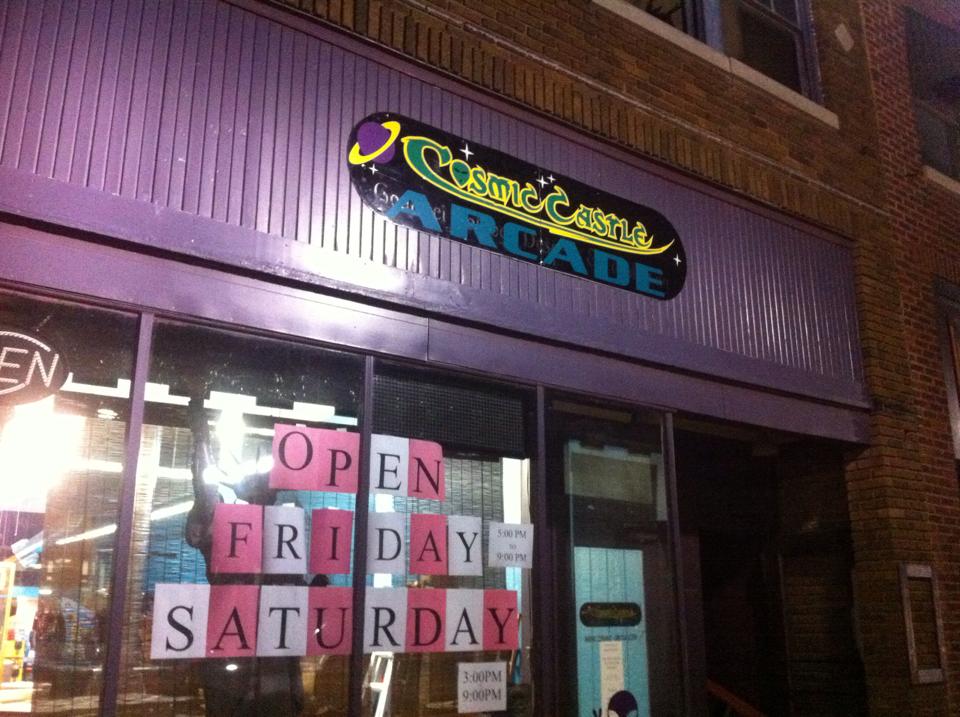 Cosmic Castle
ARCADE
EN
OPEN
FRIDAY
5:00 PM
to
9:00 PM
SATURDAY
3:00PM
9:00PM